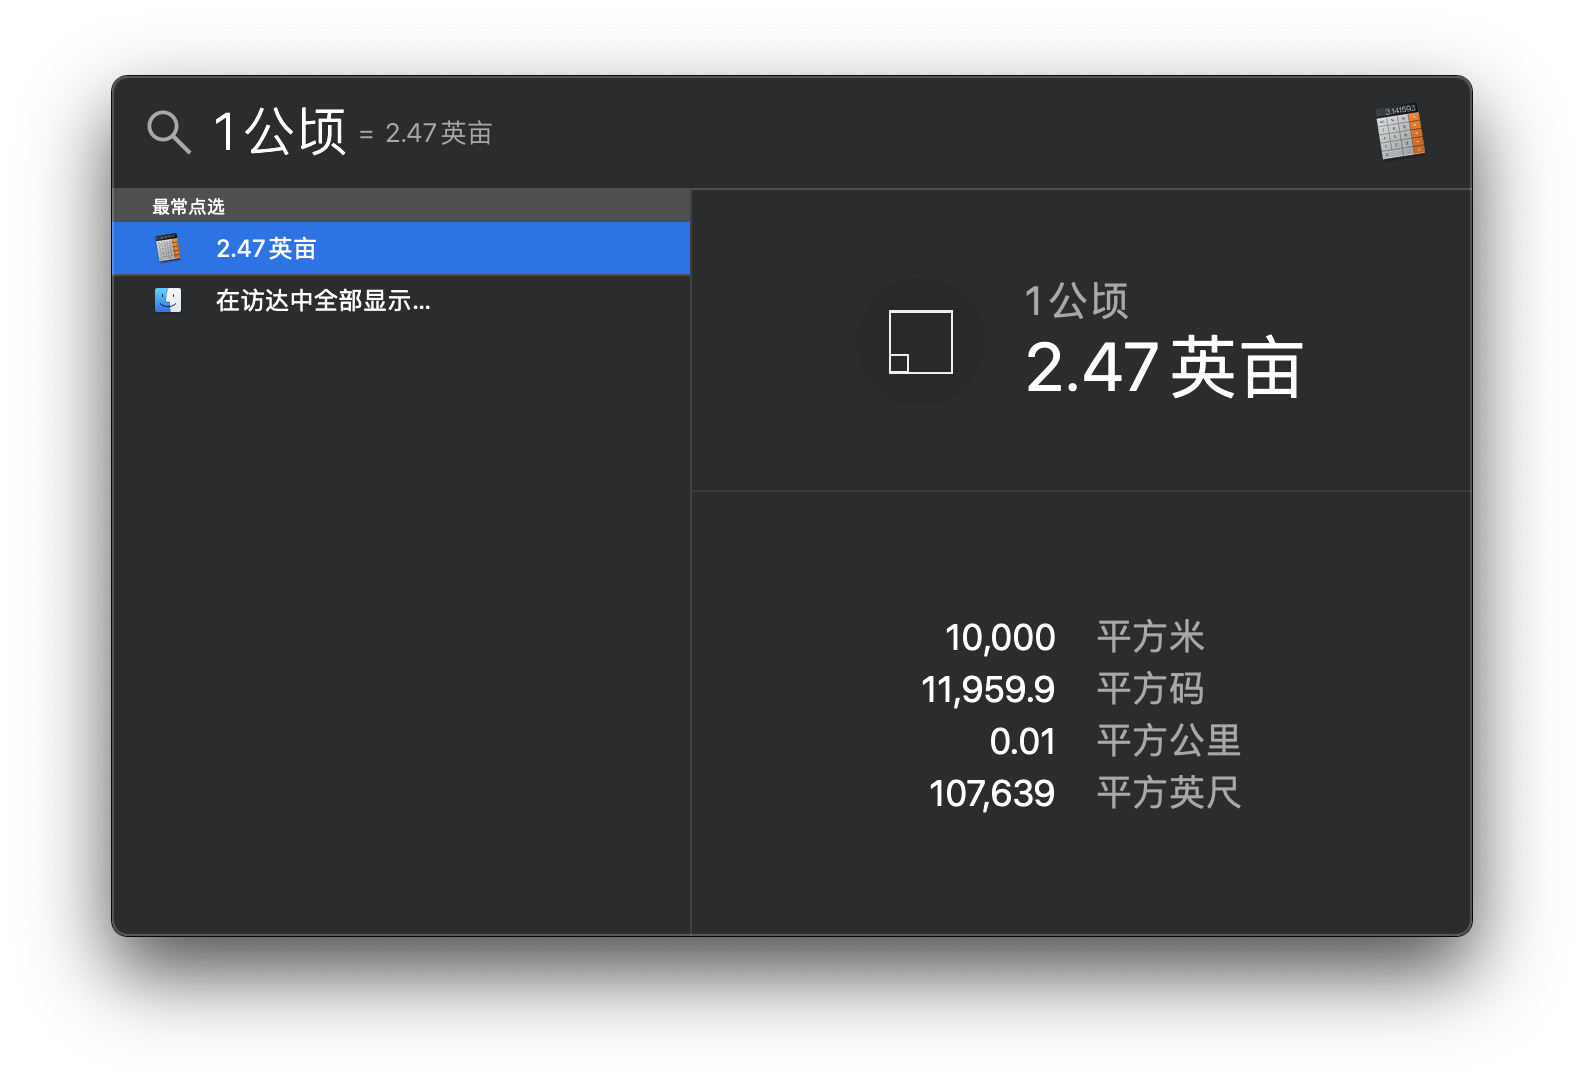 1公顷 = 2.47英亩
最常点选
2.47英亩
在访达中全部显示...
1公顷
2.47英亩
10,000 平方米
11,959.9 平方码
0.01 平方公里
107,639 平方英尺